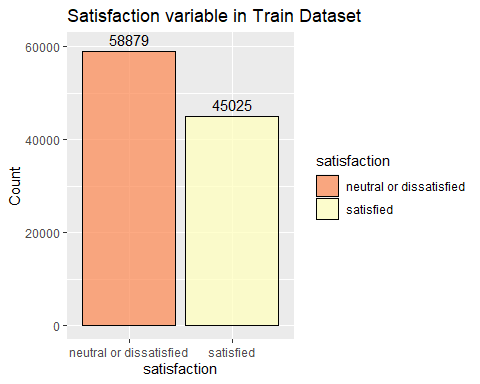 Satisfaction variable in Train Dataset
58879
45025
60000
40000
20000
0
Count
neutral or dissatisfied
satisfied
satisfaction
satisfaction
neutral or dissatisfied
satisfied